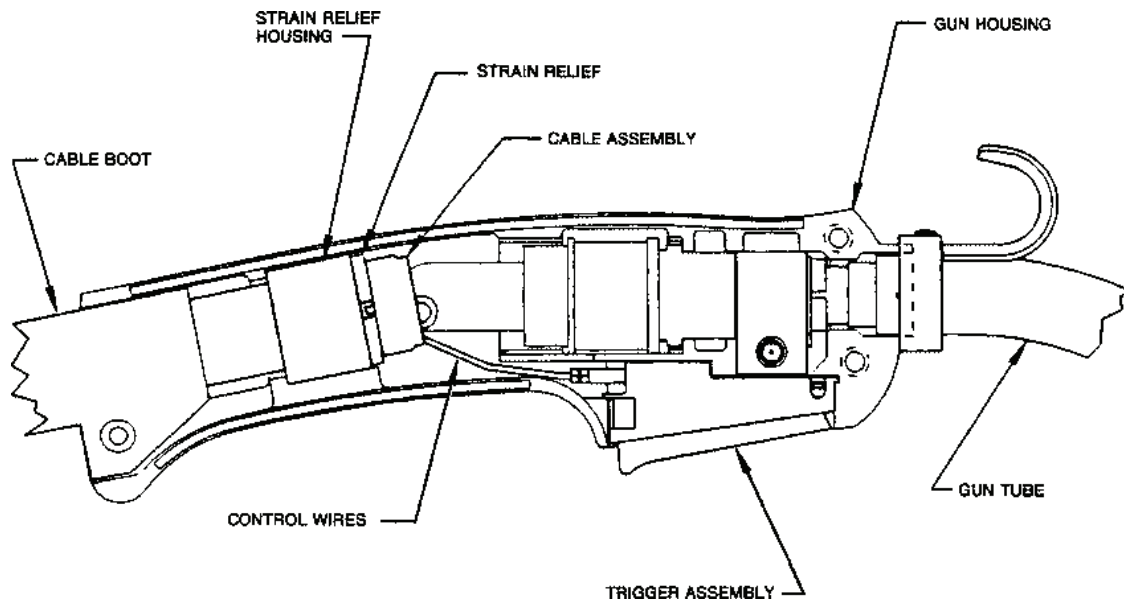 STRAIN RELIEF
HOUSING
GUN HOUSING
STRAIN RELIEF
CABLE ASSEMBLY
CABLE BOOT
GUN TUBE
CONTROL WIRES
TRIGGER ASSEMBLY